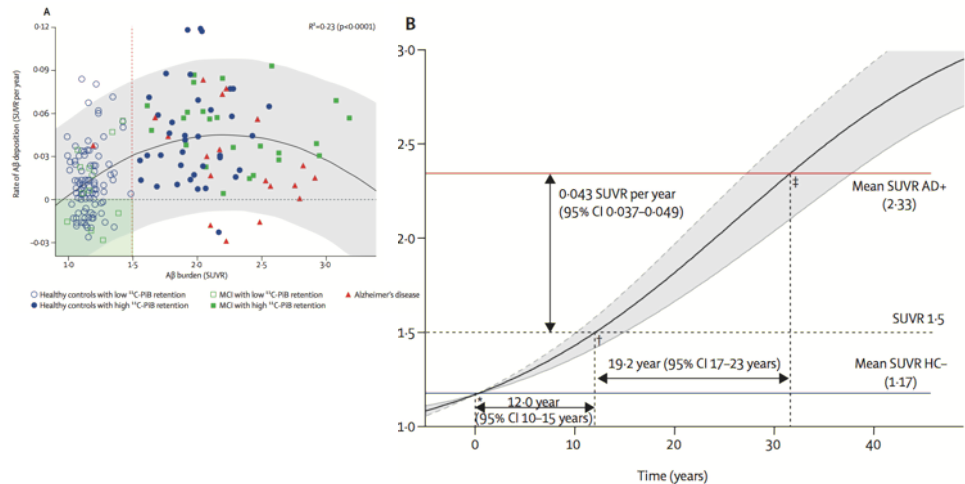 A
R²=0·23 (p<0·0001)
0·12
0·09
0·06
0·03
0
-0·03
Rate of Aβ deposition (SUVR per year)
1·0
1·5
2·0
2·5
3·0
Aβ burden (SUVR)
Healthy controls with low ¹¹C-PiB retention
MCI with low ¹¹C-PiB retention
Alzheimer's disease
Healthy controls with high ¹¹C-PiB retention
MCI with high ¹¹C-PiB retention
B
3·0
2·5
2·0
1·5
1·0
0·043 SUVR per year
(95% CI 0·037–0·049)
‡
Mean SUVR AD+
(2·33)
SUVR 1·5
†
19·2 year (95% CI 17–23 years)
Mean SUVR HC–
(1·17)
*
12·0 year
(95% CI 10–15 years)
0
10
20
30
40
Time (years)